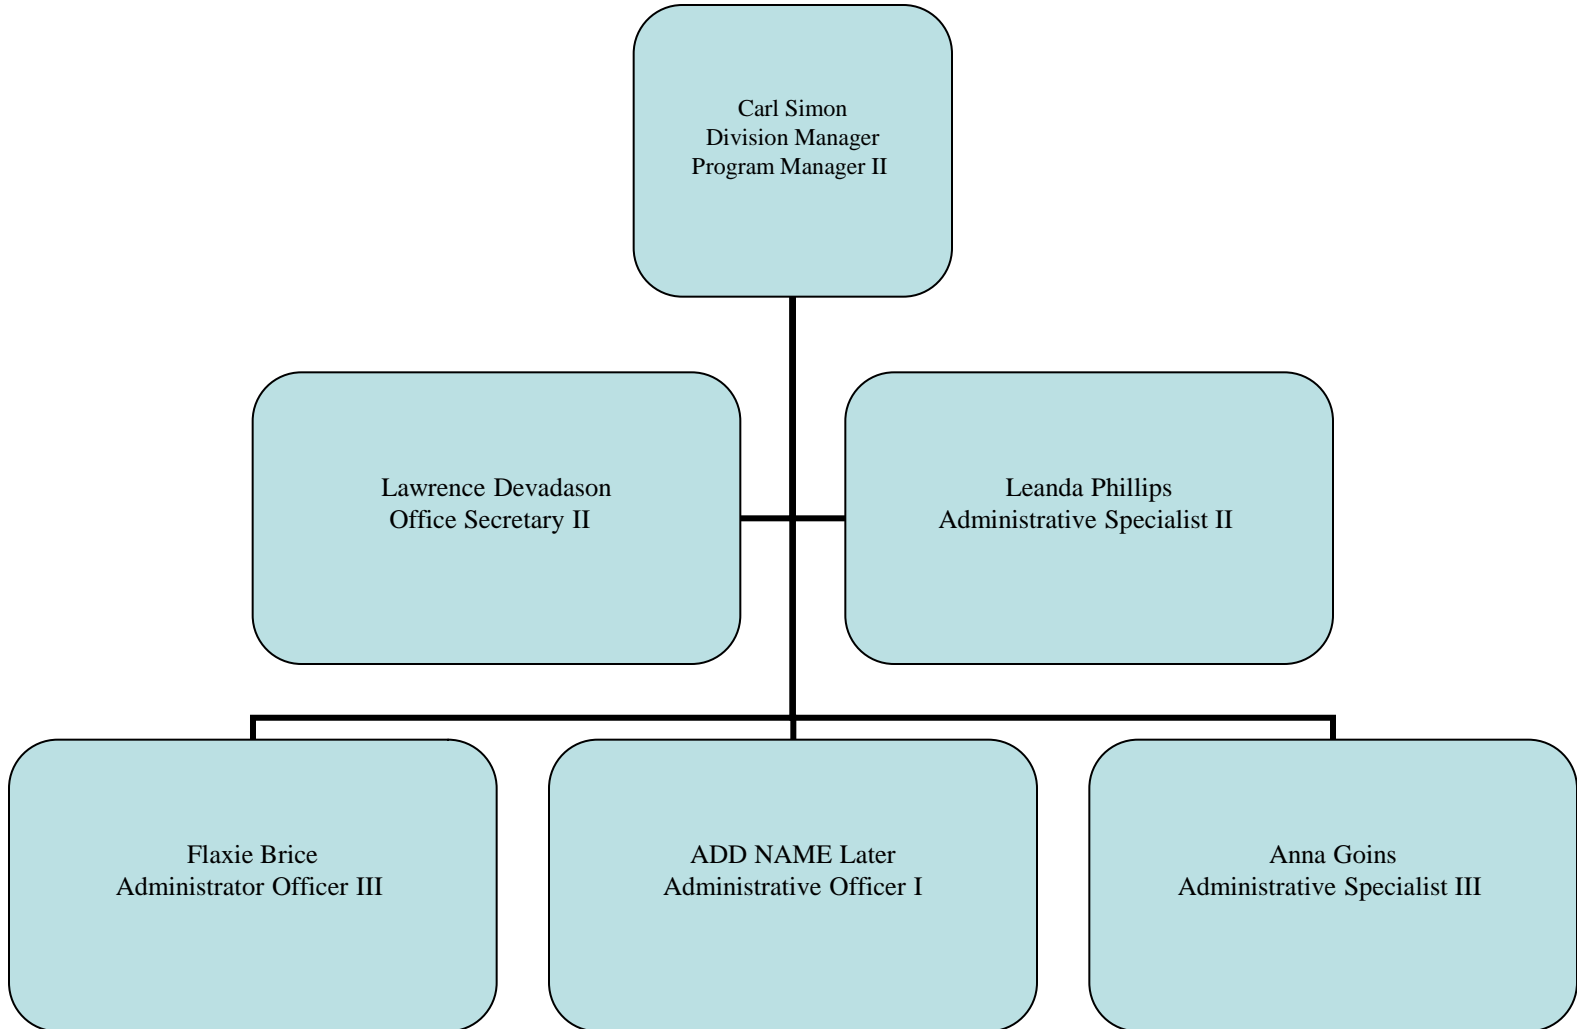 Carl Simon
Division Manager
Program Manager II
Lawrence Devadason
Office Secretary II
Leanda Phillips
Administrative Specialist II
Flaxie Brice
Administrator Officer III
ADD NAME Later
Administrative Officer I
Anna Goins
Administrative Specialist III